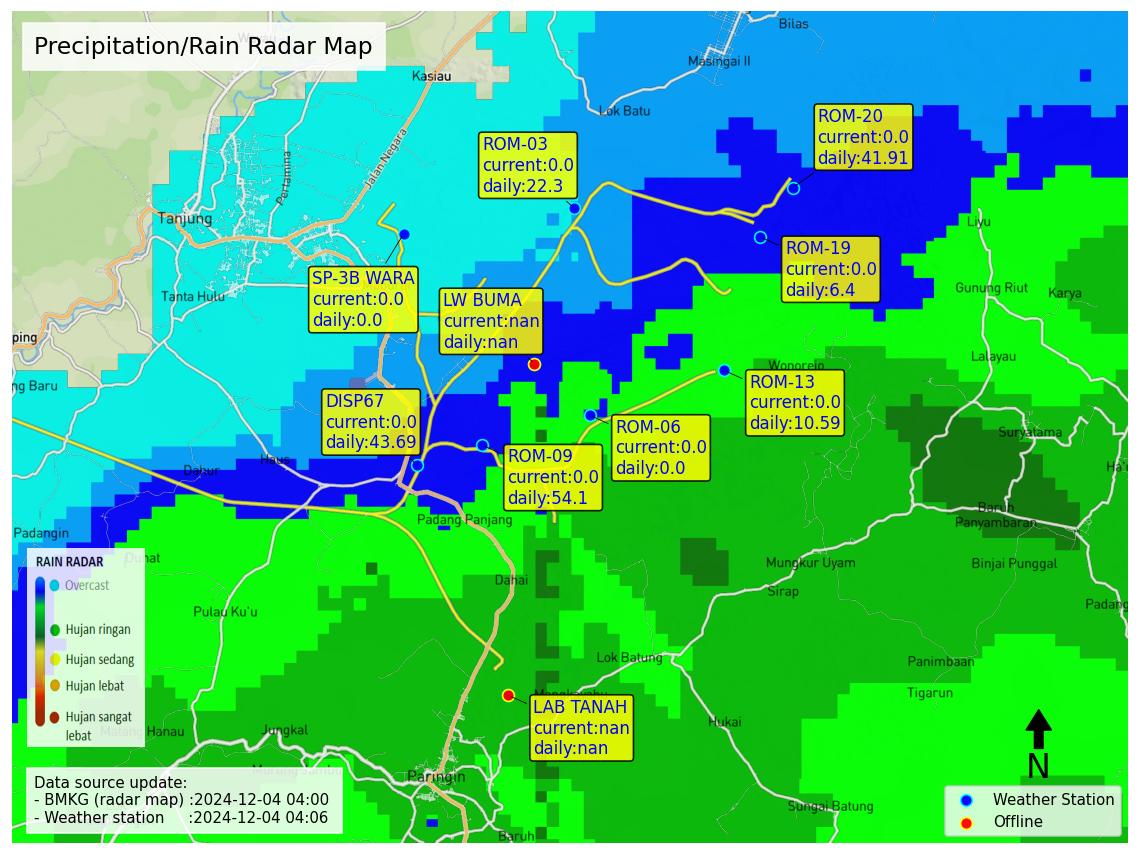 Precipitation/Rain Radar Map
Bilas
Masingai II
Kasiau
Lok Batu
Jalan Negara
Pertamina
Tanjung
Tanta Hulu
ROM-03
current:0.0
daily:22.3
ROM-20
current:0.0
daily:41.91
ROM-19
current:0.0
daily:6.4
SP-3B WARA
current:0.0
daily:0.0
LW BUMA
current:nan
daily:nan
Liyu
Gunung Riut
Karya
Lalayau
ping
ng Baru
Wonorejo
ROM-13
current:0.0
daily:10.59
DISP67
current:0.0
daily:43.69
ROM-06
current:0.0
daily:0.0
ROM-09
current:0.0
daily:54.1
Suryatama
Ha'u
Haus
Dahur
Baruh
Panyambaran
Padangin
Padang Panjang
Mungkur Uyam
Binjai Punggal
Dahai
Sirap
Padang
Pulau Ku'u
RAIN RADAR
Overcast
Hujan ringan
Hujan sedang
Hujan lebat
Hujan sangat
lebat
Lok Batung
Panimbaan
Tigarun
LAB TANAH
current:nan
daily:nan
Hukai
Jungkal
Paringin
Sungai Batung
Baruh
Data source update:
- BMKG (radar map) :2024-12-04 04:00
- Weather station :2024-12-04 04:06
N
Weather Station
Offline